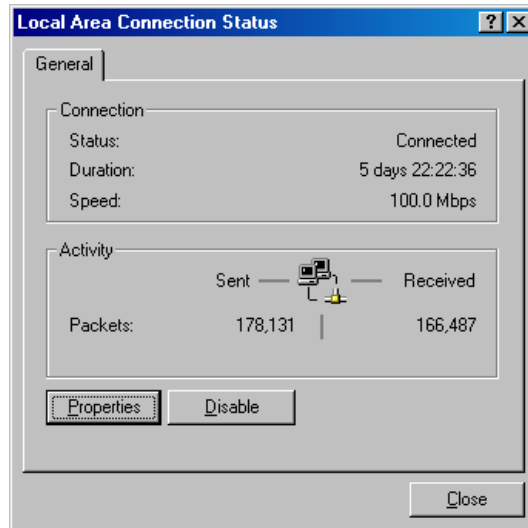 Local Area Connection Status
General
Connection
Status: Connected
Duration: 5 days 22:22:36
Speed: 100.0 Mbps
Activity
Sent Received
Packets: 178,131 166,487
Properties Disable
Close